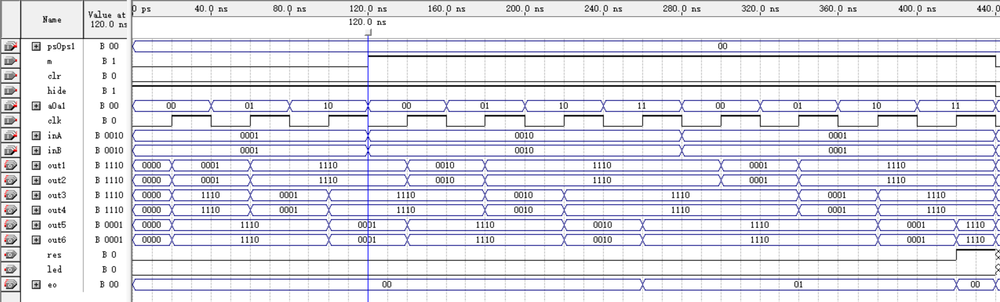 0 ps 40.0 ns 80.0 ns 120.0 ns 160.0 ns 200.0 ns 240.0 ns 280.0 ns 320.0 ns 360.0 ns 400.0 ns 440.0
Name Value at 120.0 ns
120.0 ns
psOps1 B 00 00
m B 1
clr B 0
hide B 1
a0a1 B 00 00 01 10 00 01 10 11 00 01 10 11
clk B 0
inA B 0010 0001 0010 0001
inB B 0010 0001 0010 0001
out1 B 1110 0000 0001 1110 0010 1110 0001 1110
out2 B 1110 0000 0001 1110 0010 1110 0001 1110
out3 B 1110 0000 1110 0001 1110 0010 1110 0001 1110
out4 B 1110 0000 1110 0001 1110 0010 1110 0001 1110
out5 B 0001 0000 1110 0001 1110 0010 1110 0001 1110
out6 B 0001 0000 1110 0001 1110 0010 1110 0001 1110
res B 0
led B 0
eo B 00 00 01 00